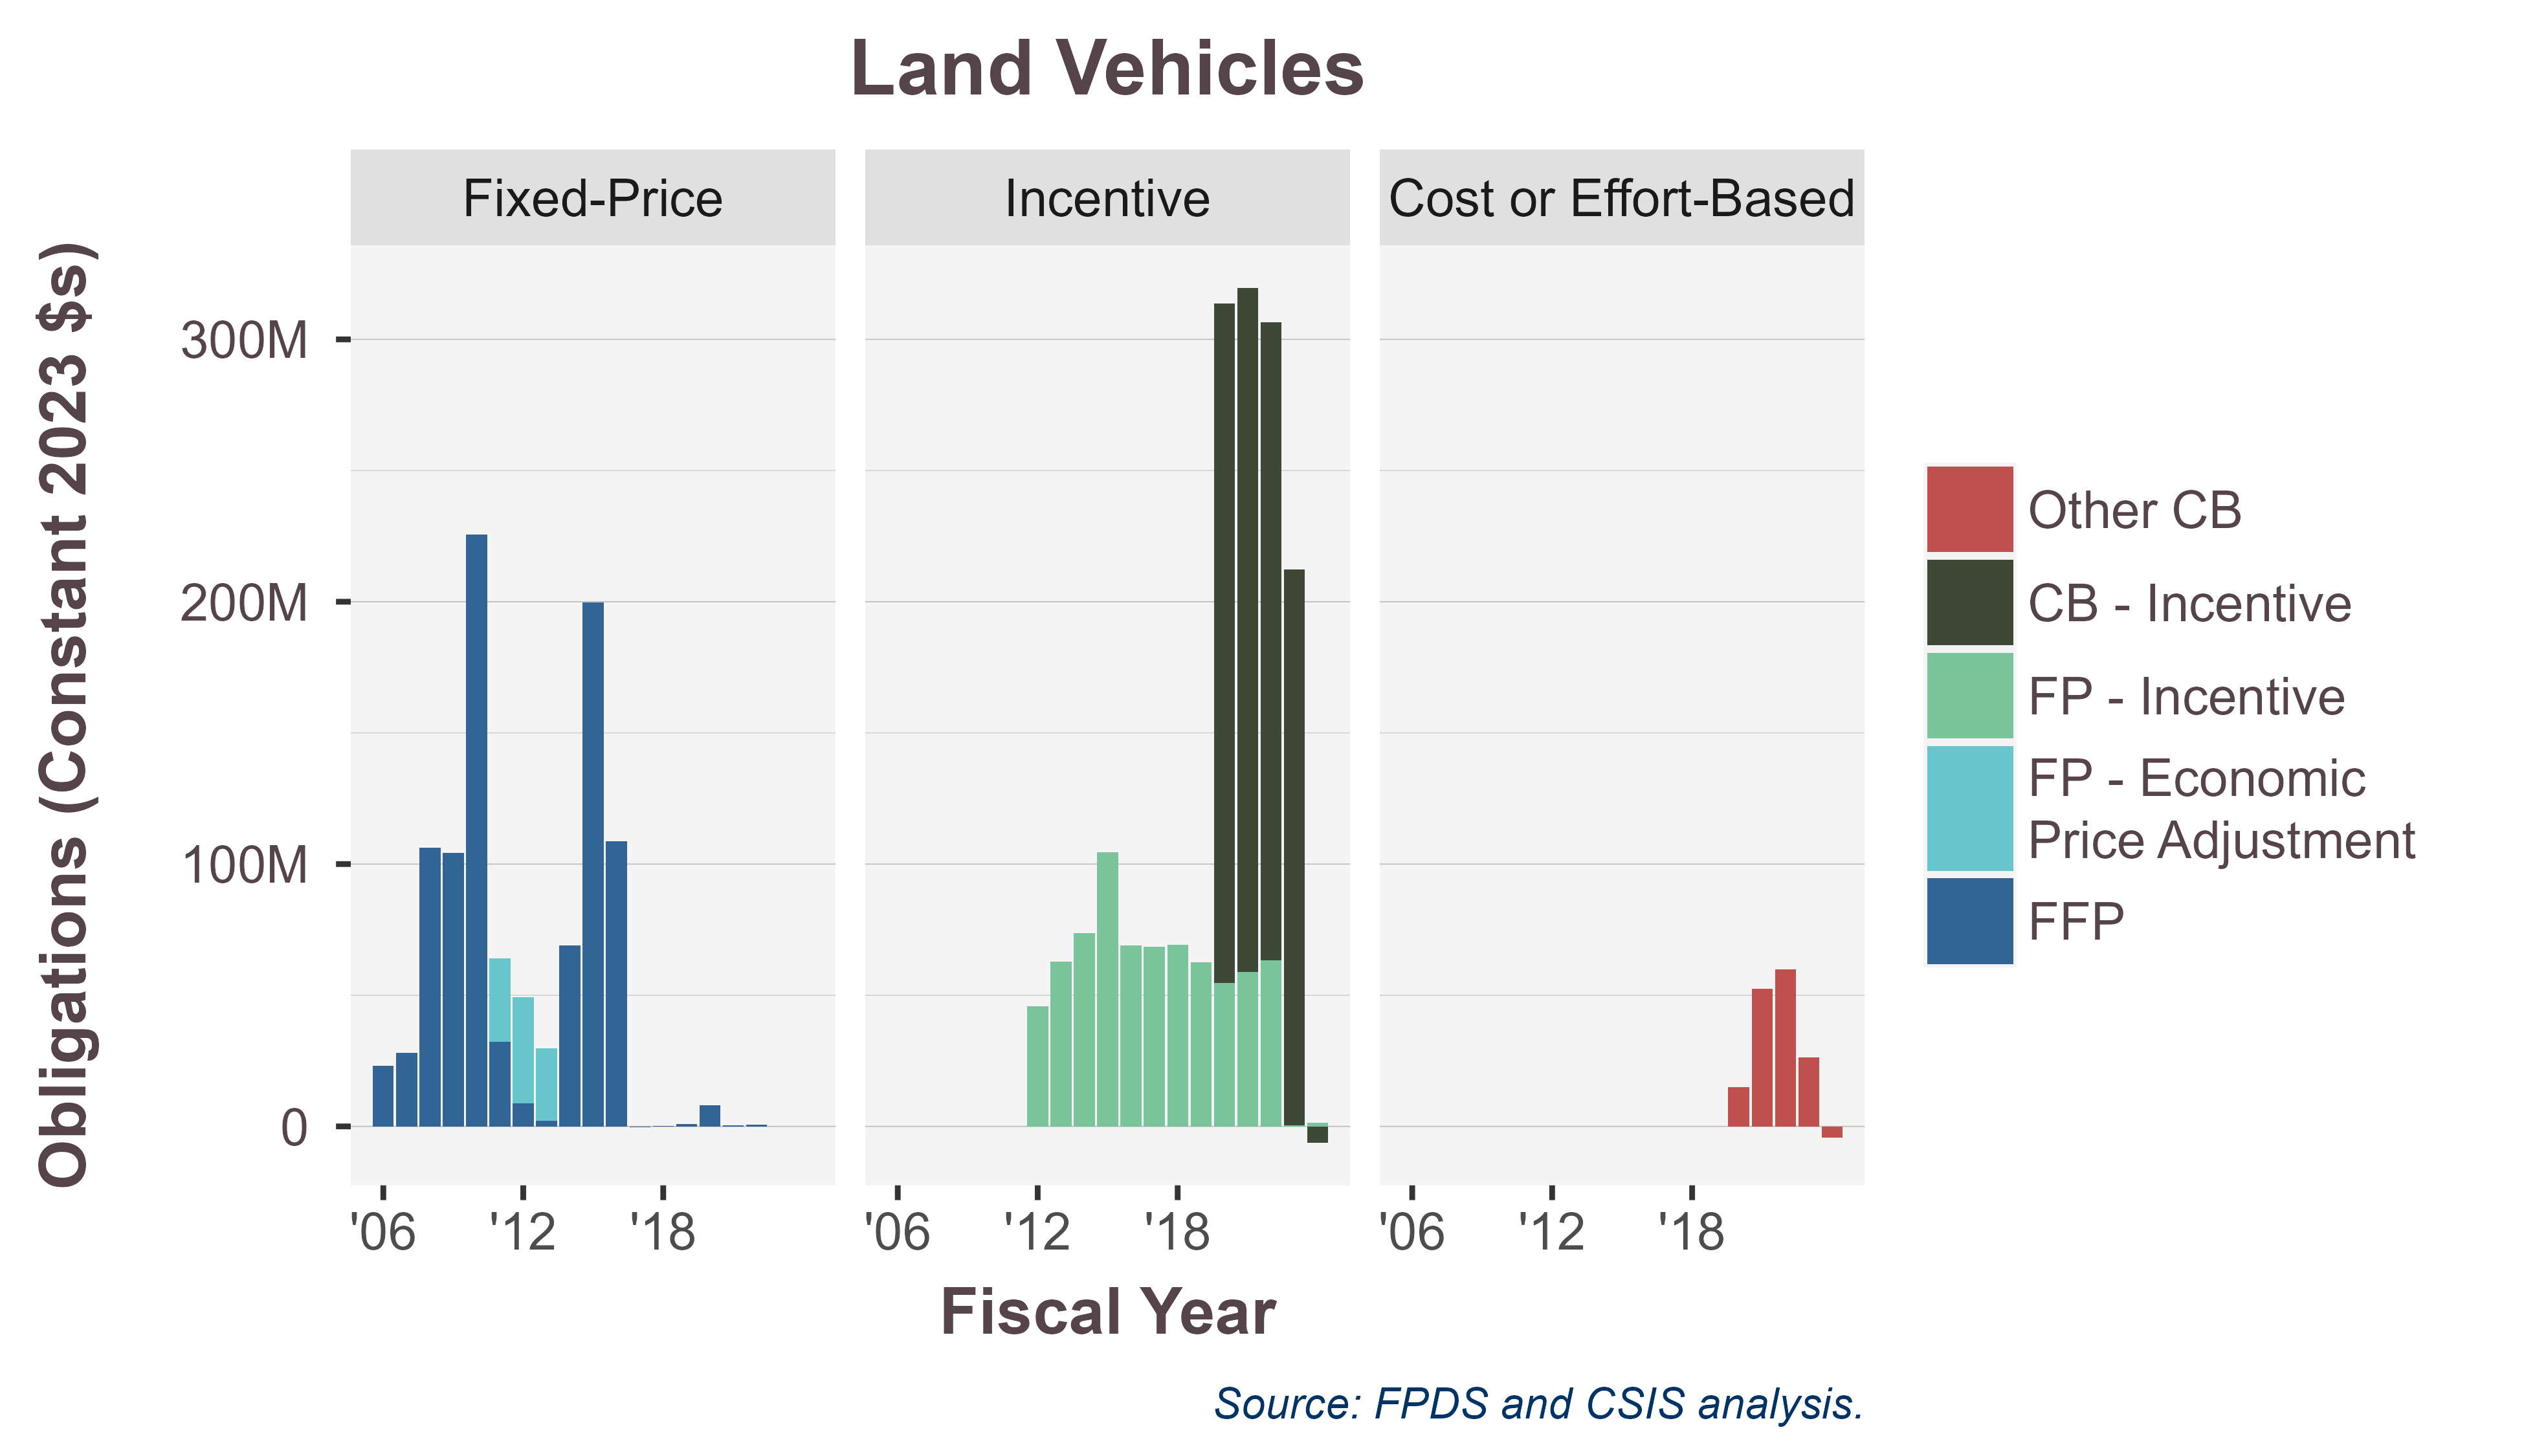 Land Vehicles
Fixed-Price
Incentive
Cost or Effort-Based
Obligations (Constant 2023 $s)
300M
200M
100M
0
'06
'12
'18
'06
'12
'18
'06
'12
'18
Fiscal Year
Other CB
CB - Incentive
FP - Incentive
FP - Economic
Price Adjustment
FFP
Source: FPDS and CSIS analysis.